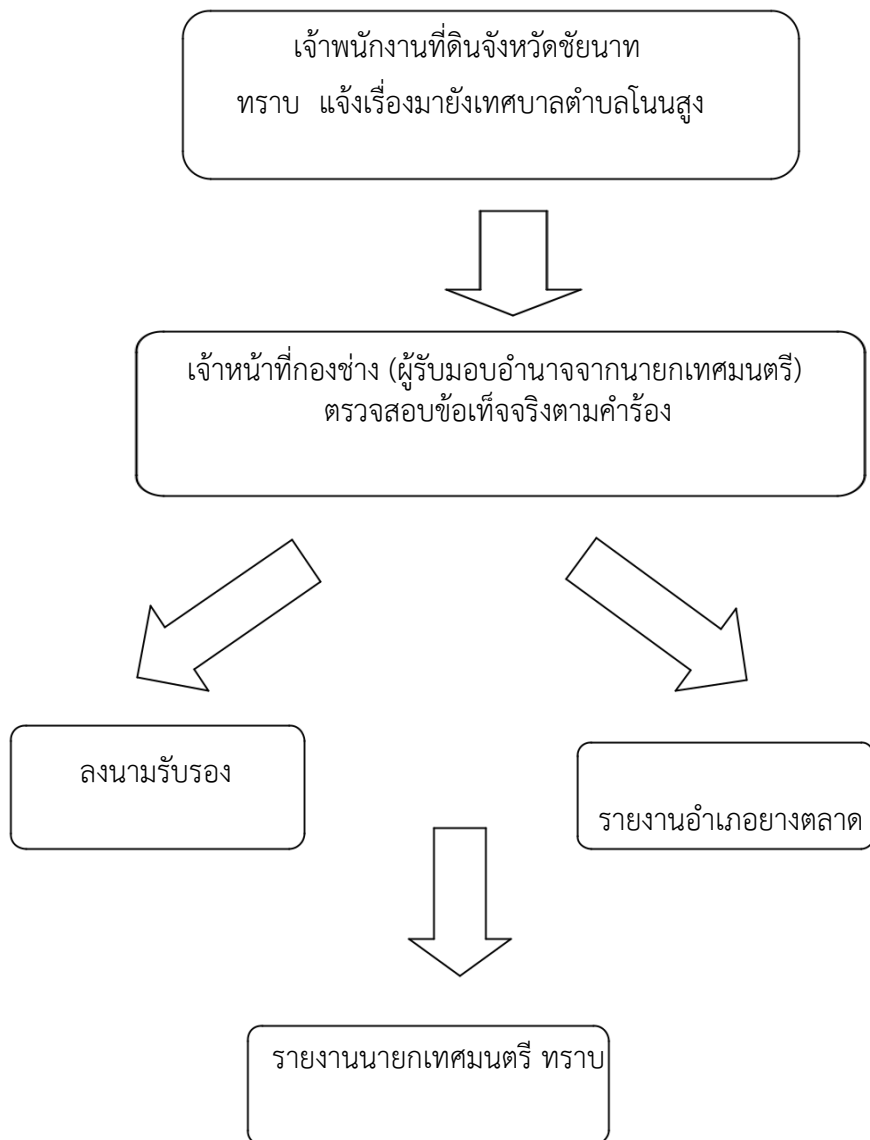 เจ้าพนักงานที่ดินจังหวัดชัยนาท
ทราบ แจ้งเรื่องมายังเทศบาลตำบลโนนสูง
เจ้าหน้าที่กองช่าง (ผู้รับมอบอำนาจจากนายกเทศมนตรี)
ตรวจสอบข้อเท็จจริงตามคำร้อง
ลงนามรับรอง
รายงานอำเภอยางตลาด
รายงานนายกเทศมนตรี ทราบ